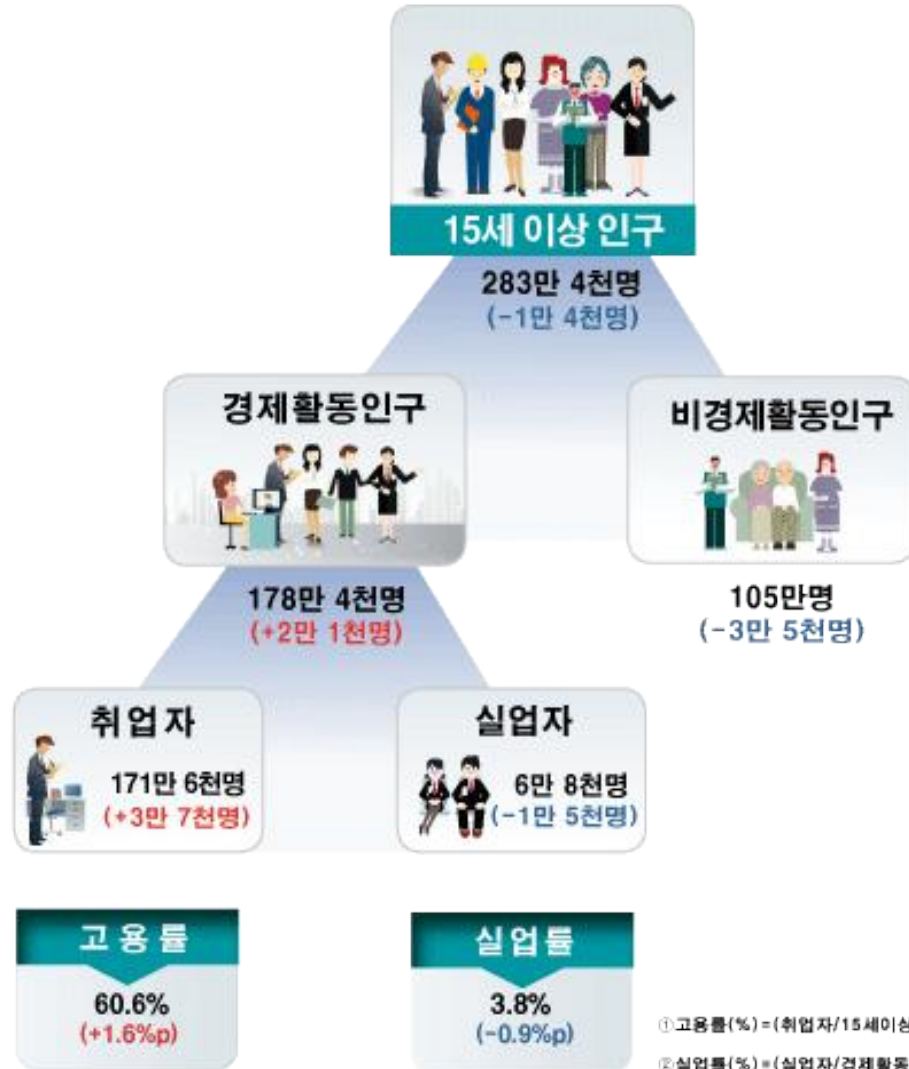 15세 이상 인구
283만 4천명
(-1만 4천명)
경제활동인구
178만 4천명
(+2만 1천명)
비경제활동인구
105만명
(-3만 5천명)
취업자
171만 6천명
(+3만 7천명)
실업자
6만 8천명
(-1만 5천명)
고용률
60.6%
(+1.6%p)
실업률
3.8%
(-0.9%p)
①고용률(%)=(취업자/15세이상
②실업률(%)=(실업자/경제활동